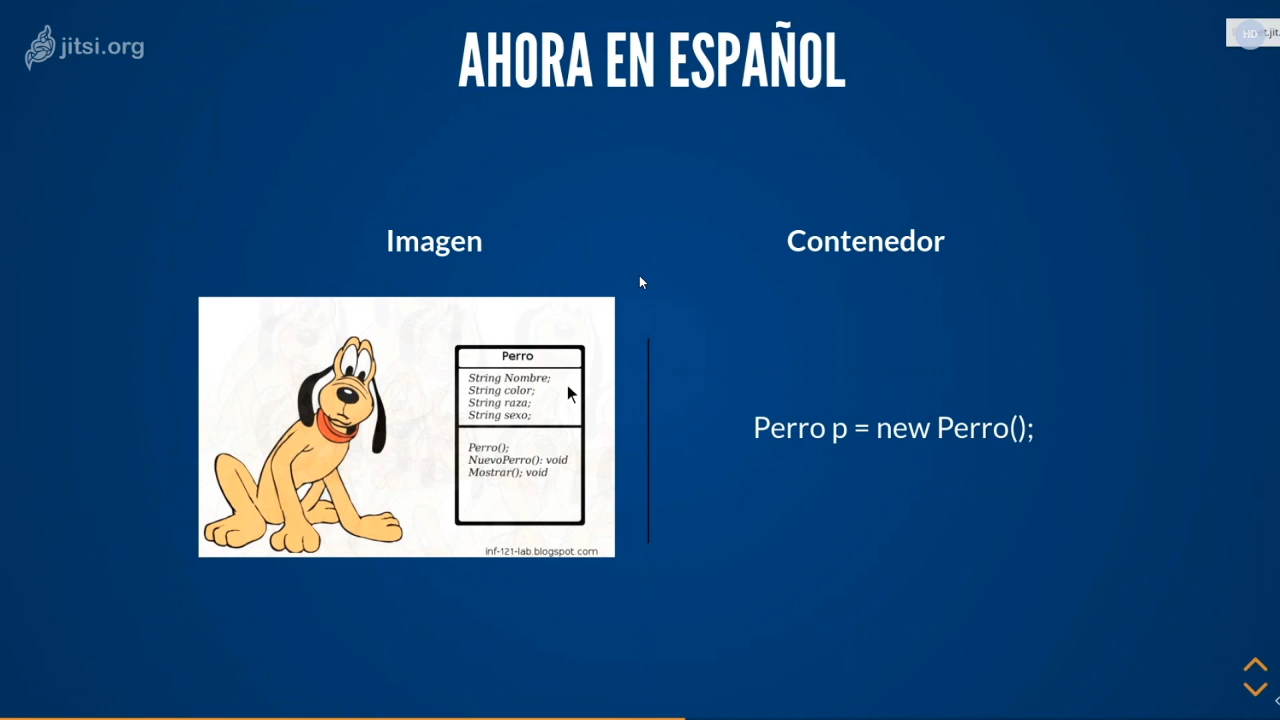 jitsi.org
AHORA EN ESPAÑOL
HD
Imagen
Contenedor
Perro
String Nombre;
String color;
String raza;
String sexo;
Perro();
NuevoPerro(): void
Mostrar(); void
inf-121-lab.blogspot.com
Perro p = new Perro();